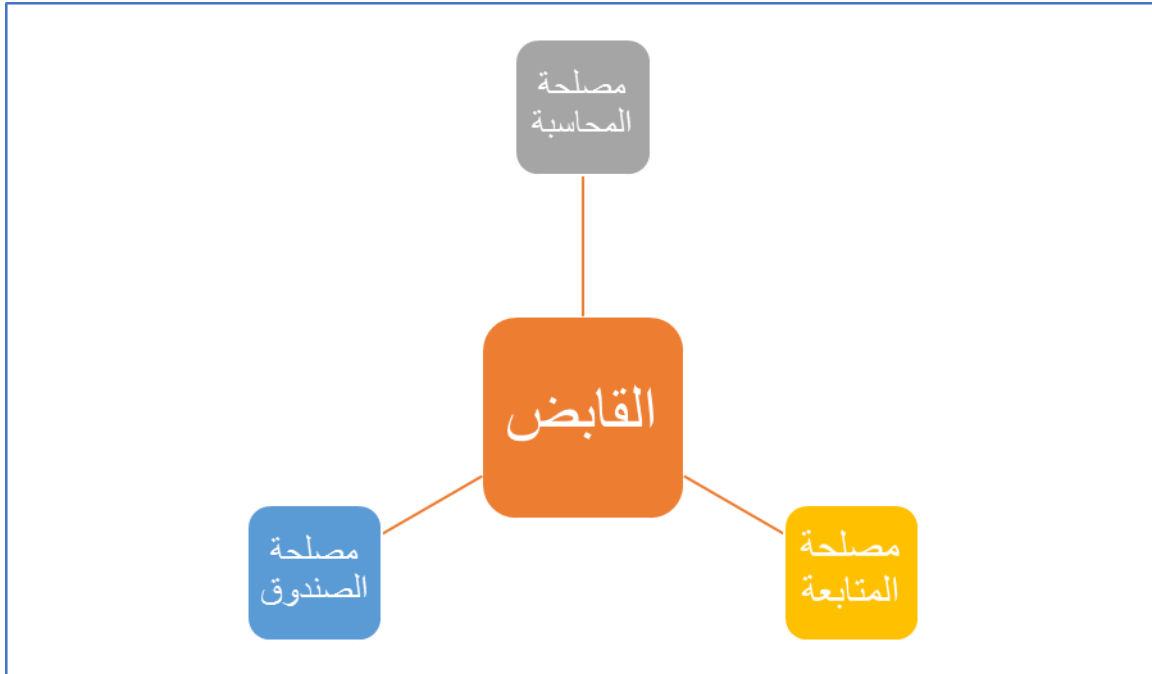 مصلحة
المحاسبة
القابض
مصلحة
المتابعة
مصلحة
الصندوق